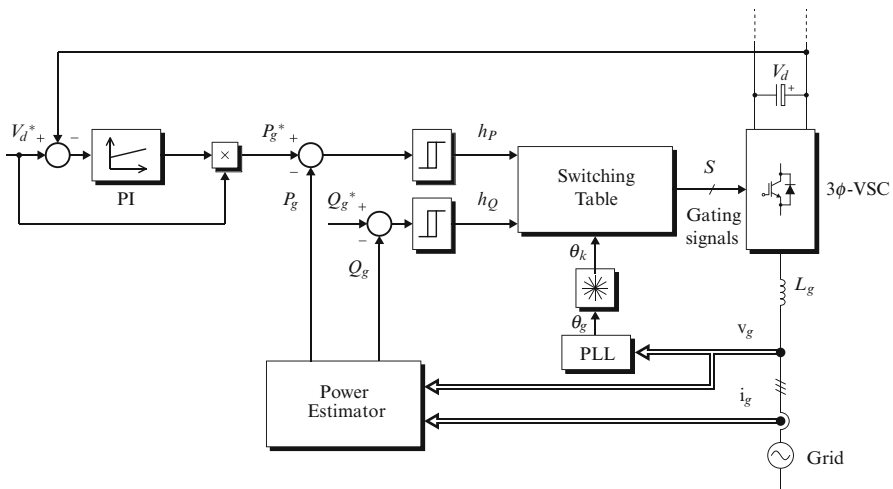 V_d
V_d* + −
PI
×
P_g* +
−
P_g
h_P
Q_g* +
−
Q_g
h_Q
Switching
Table
S
Gating
signals
+
3ϕ-VSC
θ_k
θ_g
PLL
L_g
v_g
i_g
Power
Estimator
Grid